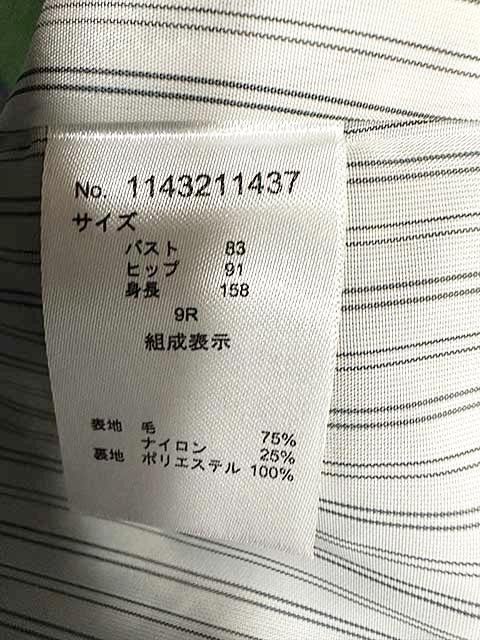 No. 1143211437
サイズ
バスト 83
ヒップ 91
身長 158
9R
組成表示
表地 毛 75%
ナイロン 25%
裏地 ポリエステル 100%